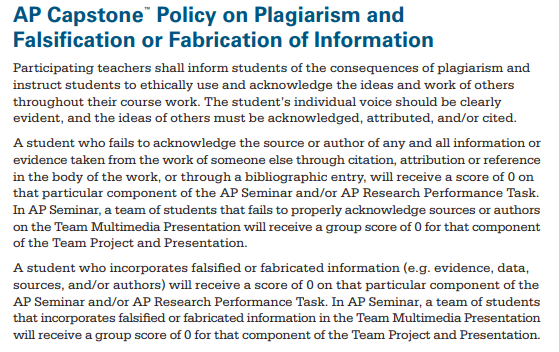 AP Capstone™ Policy on Plagiarism and
Falsification or Fabrication of Information
Participating teachers shall inform students of the consequences of plagiarism and
instruct students to ethically use and acknowledge the ideas and work of others
throughout their course work. The student's individual voice should be clearly
evident, and the ideas of others must be acknowledged, attributed, and/or cited.
A student who fails to acknowledge the source or author of any and all information or
evidence taken from the work of someone else through citation, attribution or reference
in the body of the work, or through a bibliographic entry, will receive a score of 0 on
that particular component of the AP Seminar and/or AP Research Performance Task.
In AP Seminar, a team of students that fails to properly acknowledge sources or authors
on the Team Multimedia Presentation will receive a group score of 0 for that component
of the Team Project and Presentation.
A student who incorporates falsified or fabricated information (e.g. evidence, data,
sources, and/or authors) will receive a score of 0 on that particular component of the
AP Seminar and/or AP Research Performance Task. In AP Seminar, a team of students
that incorporates falsified or fabricated information in the Team Multimedia Presentation
will receive a group score of 0 for that component of the Team Project and Presentation.